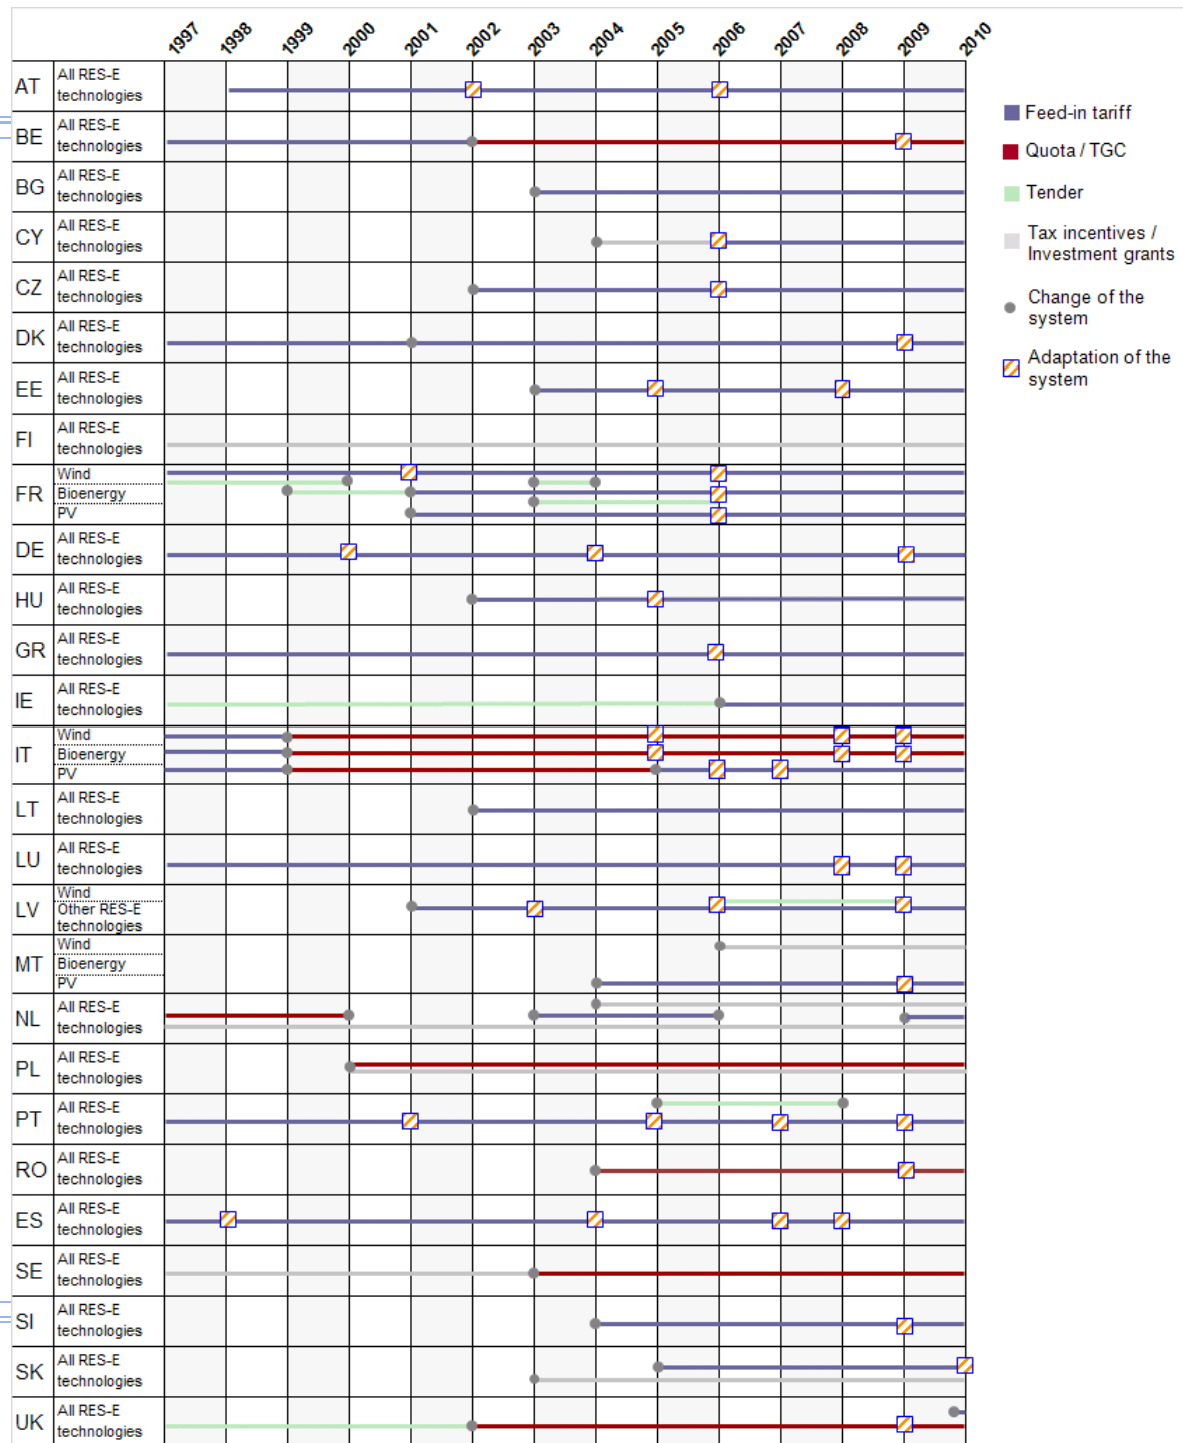 1997 1998 1999 2000 2001 2002 2003 2004 2005 2006 2007 2008 2009 2010
AT
All RES-E
technologies
BE
All RES-E
technologies
BG
All RES-E
technologies
CY
All RES-E
technologies
CZ
All RES-E
technologies
DK
All RES-E
technologies
EE
All RES-E
technologies
FI
All RES-E
technologies
FR
Wind
Bioenergy
PV
DE
All RES-E
technologies
HU
All RES-E
technologies
GR
All RES-E
technologies
IE
All RES-E
technologies
IT
Wind
Bioenergy
PV
LT
All RES-E
technologies
LU
All RES-E
technologies
LV
Wind
Other RES-E
technologies
MT
Wind
Bioenergy
PV
NL
All RES-E
technologies
PL
All RES-E
technologies
PT
All RES-E
technologies
RO
All RES-E
technologies
ES
All RES-E
technologies
SE
All RES-E
technologies
SI
All RES-E
technologies
SK
All RES-E
technologies
UK
All RES-E
technologies
Feed-in tariff
Quota / TGC
Tender
Tax incentives /
Investment grants
Change of the
system
Adaptation of the
system